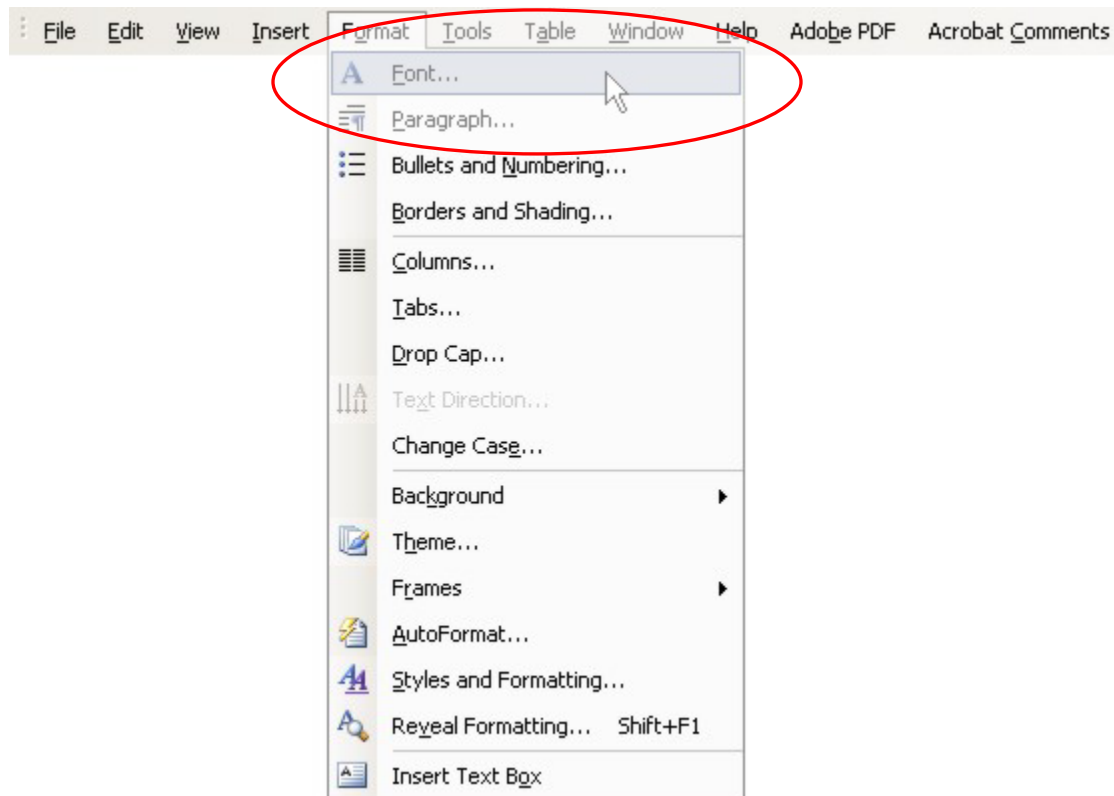 File Edit View Insert Format Tools Table Window Help Adobe PDF Acrobat Comments
Font...
Paragraph...
Bullets and Numbering...
Borders and Shading...
Columns...
Tabs...
Drop Cap...
Text Direction...
Change Case...
Background
Theme...
Frames
AutoFormat...
Styles and Formatting...
Reveal Formatting... Shift+F1
Insert Text Box